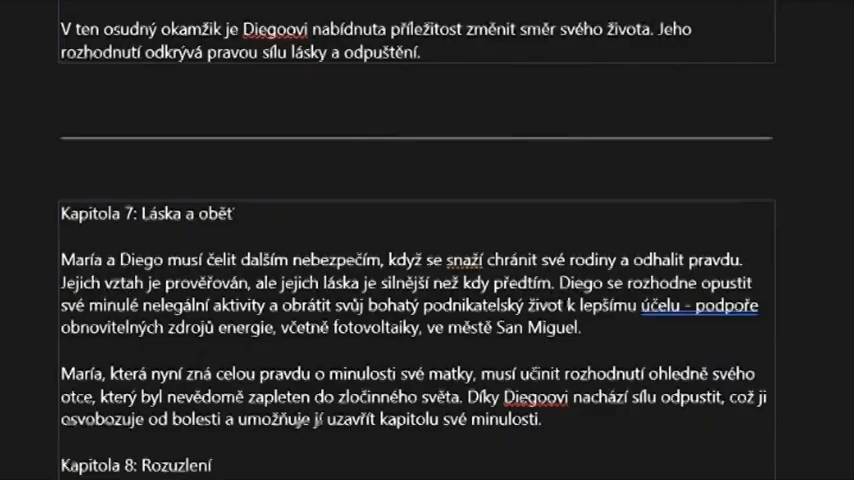 V ten osudný okamžik je Diegoovi nabídnuta příležitost změnit směr svého života. Jeho
rozhodnutí odkrývá pravou sílu lásky a odpuštění.
Kapitola 7: Láska a oběť
María a Diego musí čelit dalším nebezpečím, když se snaží chránit své rodiny a odhalit pravdu.
Jejich vztah je prověřován, ale jejich láska je silnější než kdy předtím. Diego se rozhodne opustit
své minulé nelegální aktivity a obrátit svůj bohatý podnikatelský život k lepšímu účelu - podpoře
obnovitelných zdrojů energie, včetně fotovoltaiky, ve městě San Miguel.
María, která nyní zná celou pravdu o minulosti své matky, musí učinit rozhodnutí ohledně svého
otce, který byl nevědomě zapleten do zločinného světa. Díky Diegoovi nachází sílu odpustit, což ji
osvobozuje od bolesti a umožňuje jí uzavřít kapitolu své minulosti.
Kapitola 8: Rozuzlení